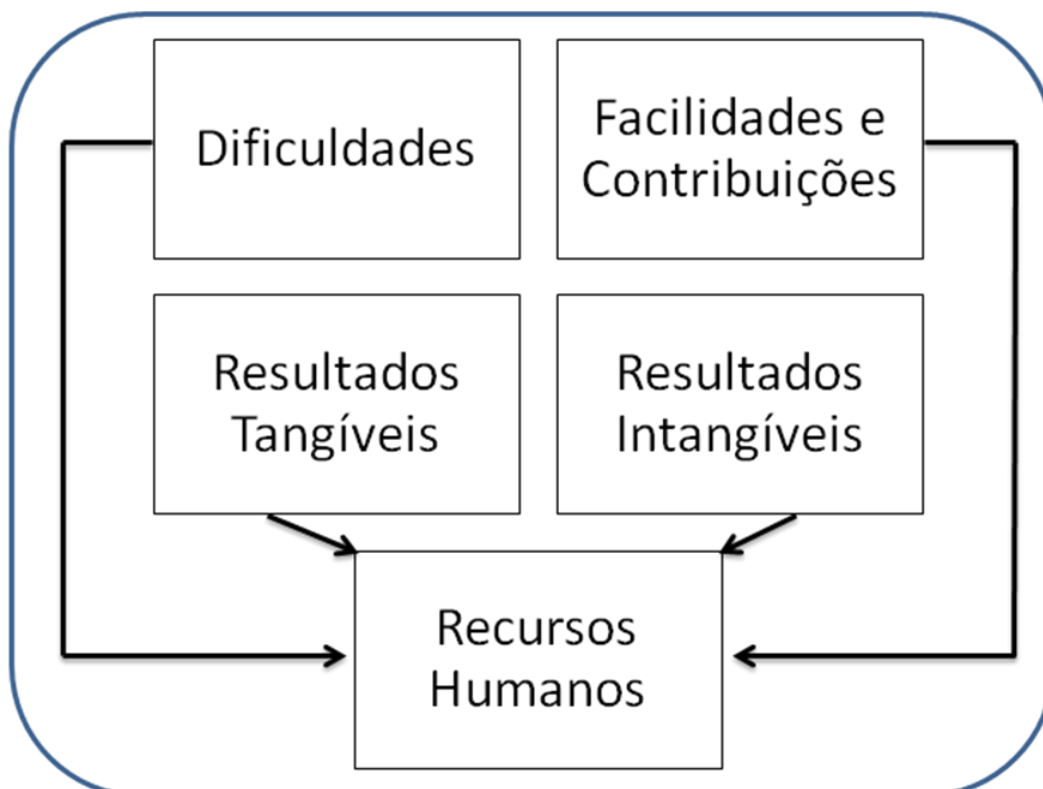 Dificuldades
Facilidades e
Contribuições
Resultados
Tangíveis
Resultados
Intangíveis
Recursos
Humanos